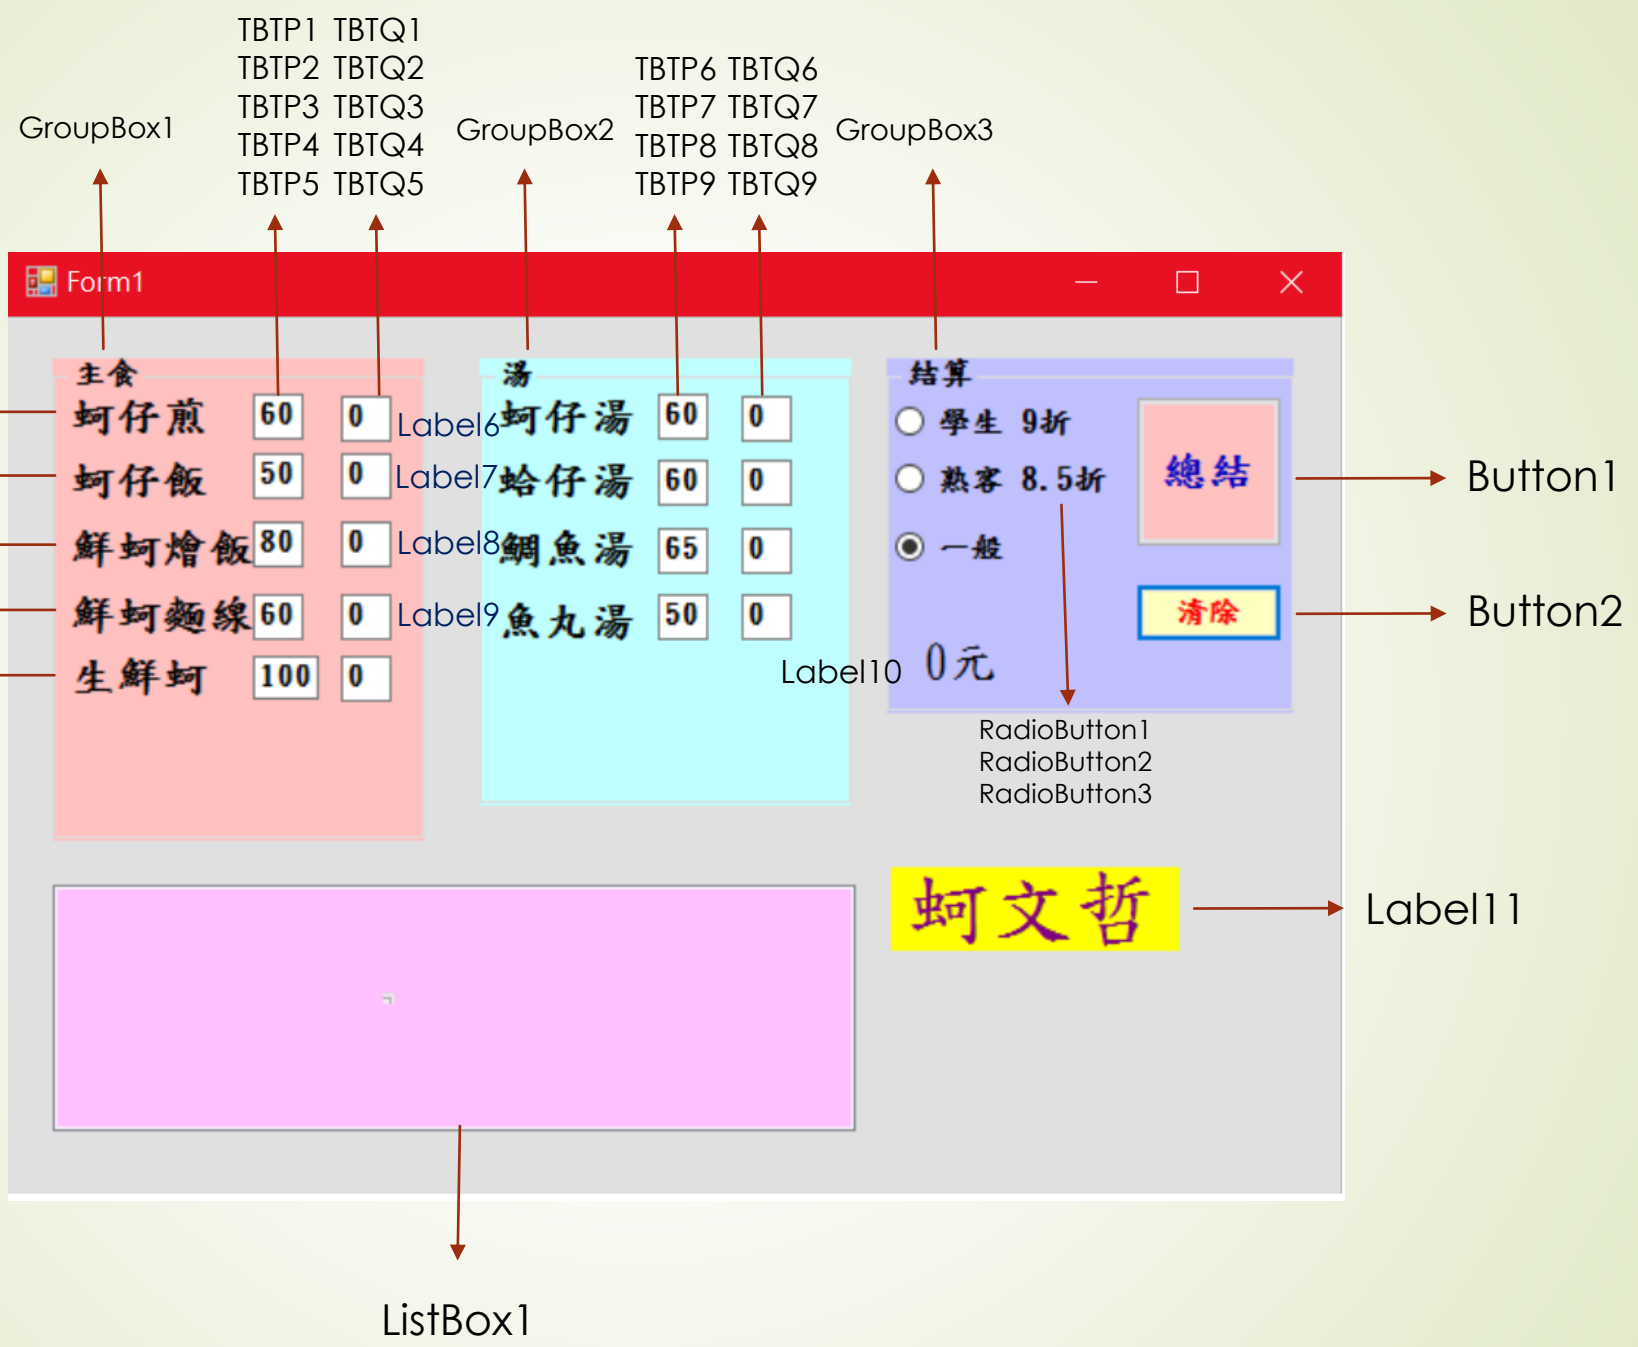 TBTP1 TBTQ1
TBTP2 TBTQ2
TBTP3 TBTQ3
TBTP4 TBTQ4
TBTP5 TBTQ5
TBTP6 TBTQ6
TBTP7 TBTQ7
TBTP8 TBTQ8
TBTP9 TBTQ9
GroupBox1
GroupBox2
GroupBox3
Form1
主食
蚵仔煎 60 0
蚵仔飯 50 0
鮮蚵燴飯 80 0
鮮蚵麵線 60 0
生鮮蚵 100 0
湯
Label6 蚵仔湯 60 0
Label7 蛤仔湯 60 0
Label8 鯛魚湯 65 0
Label9 魚丸湯 50 0
結算
學生 9折
熟客 8.5折
一般
總結
Button1
清除
Button2
Label10 0元
RadioButton1
RadioButton2
RadioButton3
蚵文哲
Label11
ListBox1